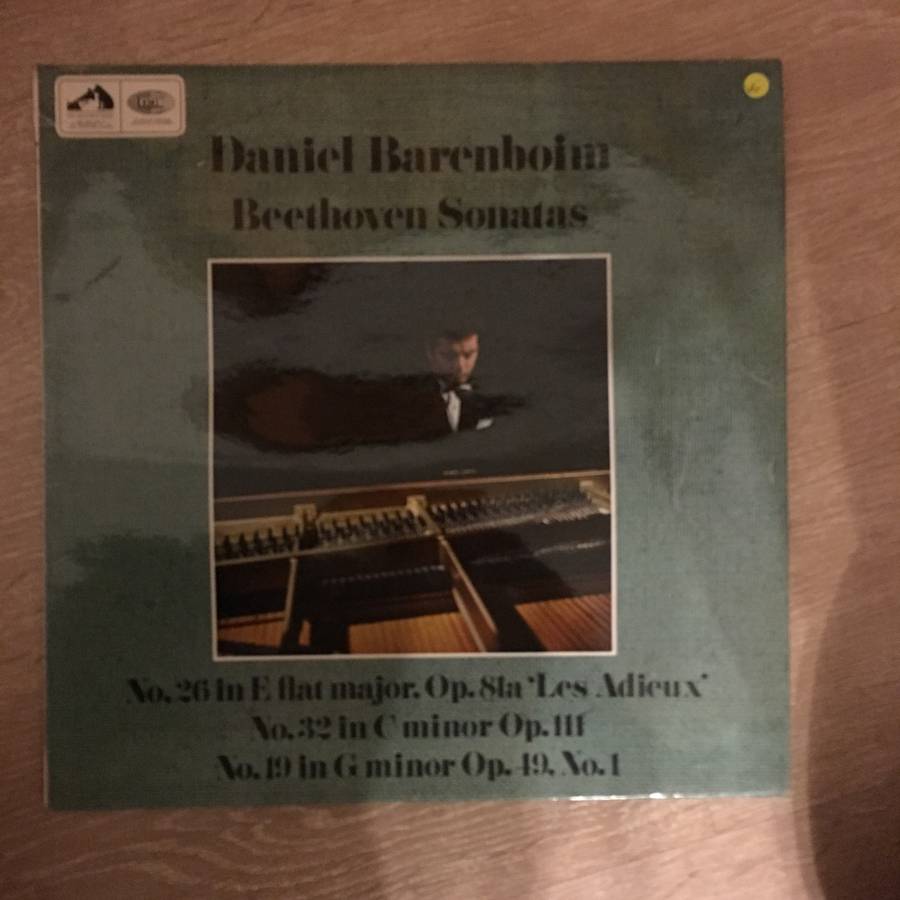 Daniel Barenboim
Beethoven Sonatas
No. 26 in E flat major. Op. 81a 'Les Adieux'
No. 32 in C minor Op. 111
No. 19 in G minor Op. 49, No. 1